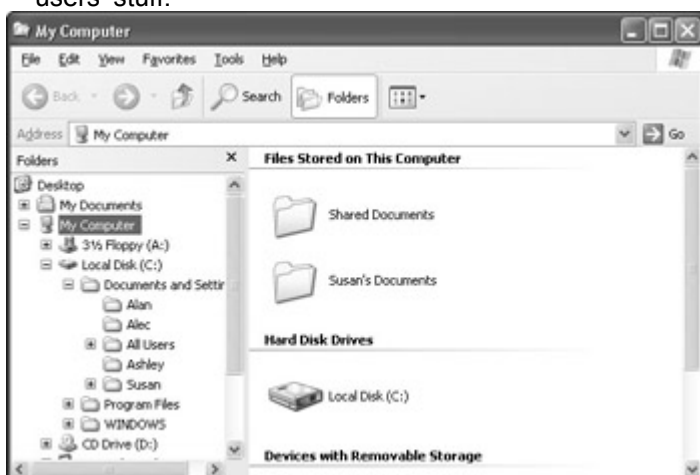 users' stuff.
My Computer
File Edit View Favorites Tools Help
Back Search Folders
Address My Computer Go
Folders x
Desktop
My Documents
My Computer
3½ Floppy (A:)
Local Disk (C:)
Documents and Settir
Alan
Alec
All Users
Ashley
Susan
Program Files
WINDOWS
CD Drive (D:)
Files Stored on This Computer
Shared Documents
Susan's Documents
Hard Disk Drives
Local Disk (C:)
Devices with Removable Storage